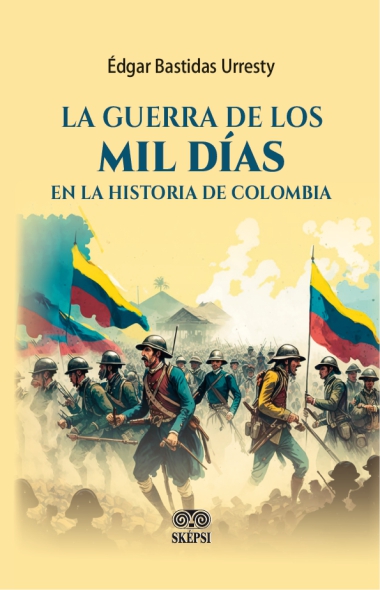 Édgar Bastidas Urresty
LA GUERRA DE LOS
MIL DÍAS
EN LA HISTORIA DE COLOMBIA
SKÉPSI